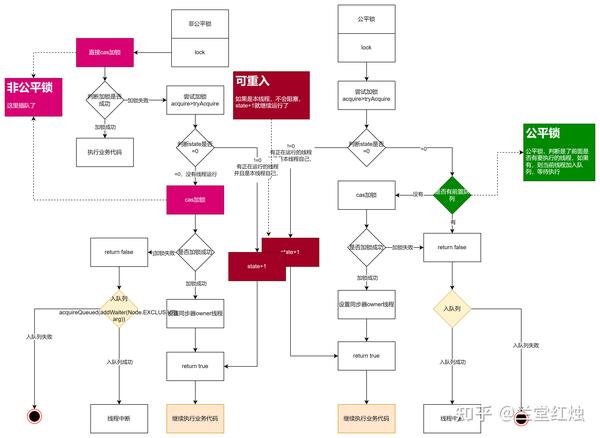 非公平锁
lock
公平锁
lock
直接cas加锁
非公平锁
这里插队了
判断加锁是否
成功
加锁失败
尝试加锁
acquire>tryAcquire
可重入
如果是本线程，不会阻塞，
state+1就继续运行了
尝试加锁
acquire>tryAcquire
加锁成功
执行业务代码
判断state是否
=0
!=0
有正在运行的线程
并且是本线程自己,
!=0
有正在运行的线程
判断state是否
=0
=0
公平锁
公平锁，判断是了前面是
否有要执行的线程，如果
有，则当前线程加入队
列，等待执行
=0，没有线程运行
cas加锁
cas加锁
没有
是否有前置队
列
有
return false
加锁失败
是否加锁成功
state+1
state+1
是否加锁成功
加锁失败
return false
加锁成功
加锁成功
入队列
acquireQueued(addWaiter(Node.EXCLUS
arg))
设置同步器owner线程
设置同步器owner线程
入队列
入队列失败
入队列成功
return true
return true
入队列成功
入队列失败
线程中断
继续执行业务代码
继续执行业务代码
线程中断
知乎 @